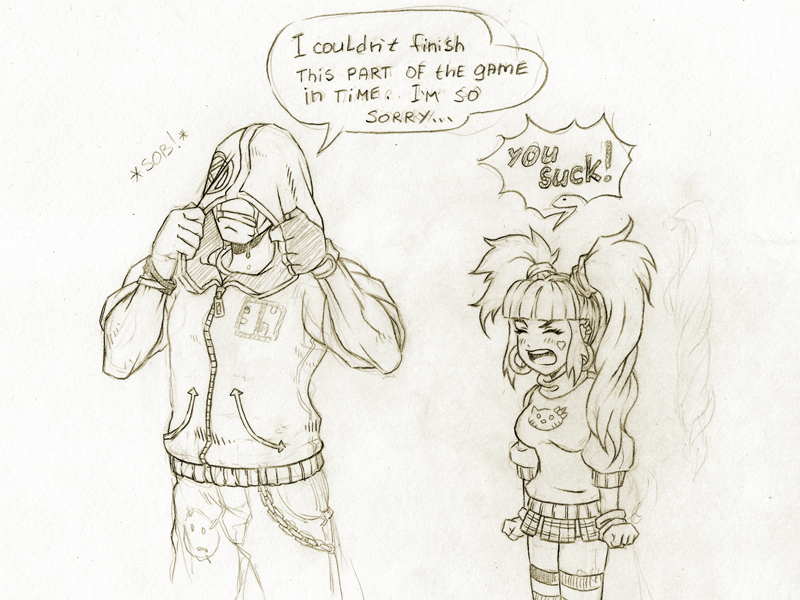 I couldn't finish
This PART OF the gAME
in TiME.. I'M SO
SORRY...
*SOB!*
you
suck!